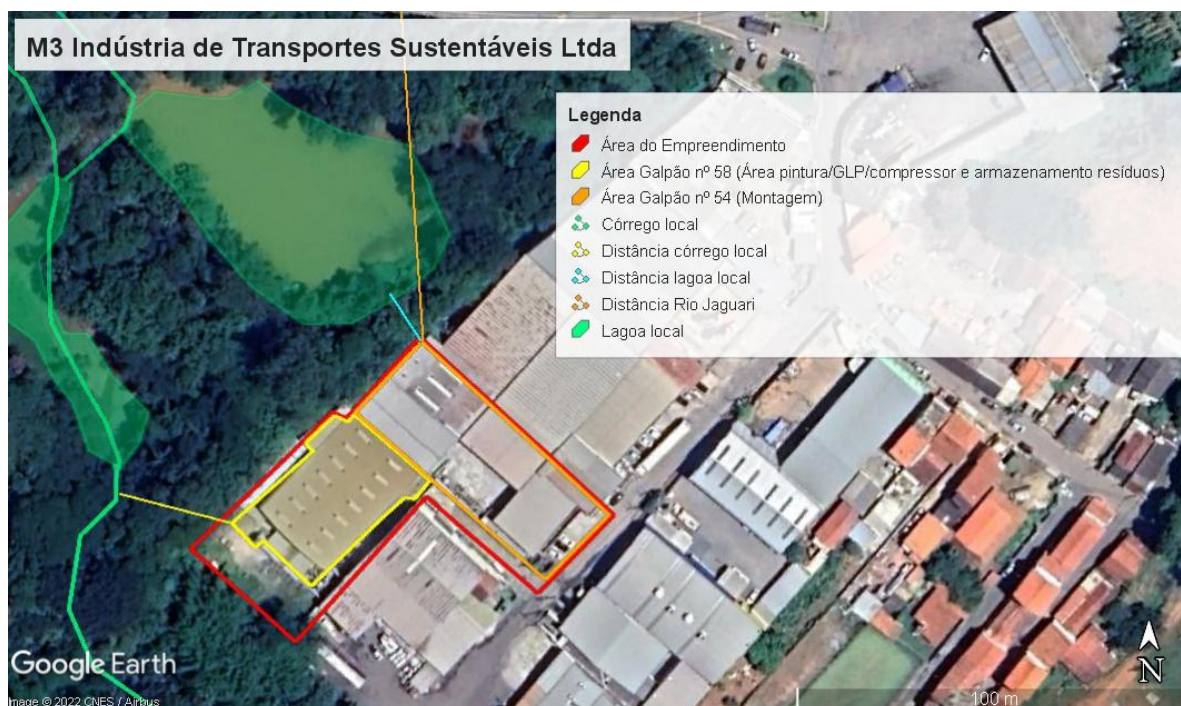 M3 Indústria de Transportes Sustentáveis Ltda
Legenda
Área do Empreendimento
Área Galpão nº 58 (Área pintura/GLP/compressor e armazenamento resíduos)
Área Galpão nº 54 (Montagem)
Córrego local
Distância córrego local
Distância lagoa local
Distância Rio Jaguari
Lagoa local
Google Earth
N
Image © 2022 CNES / Airbus
100 m